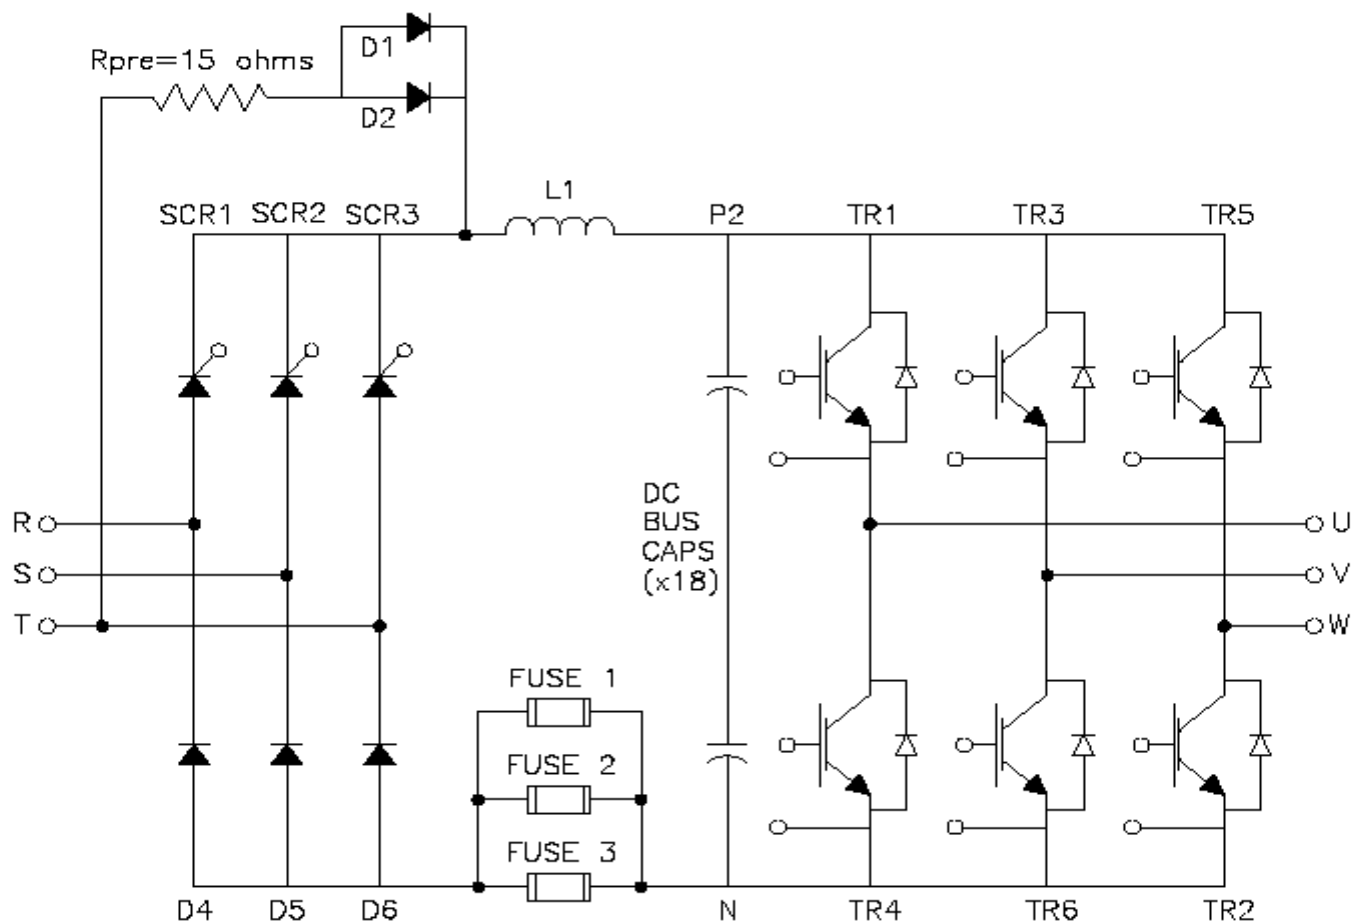 D1
Rpre=15 ohms
D2
L1
SCR1 SCR2 SCR3 P2 TR1 TR3 TR5
DC
BUS
CAPS
(x18)
R U
S V
T W
FUSE 1
FUSE 2
FUSE 3
D4 D5 D6 N TR4 TR6 TR2